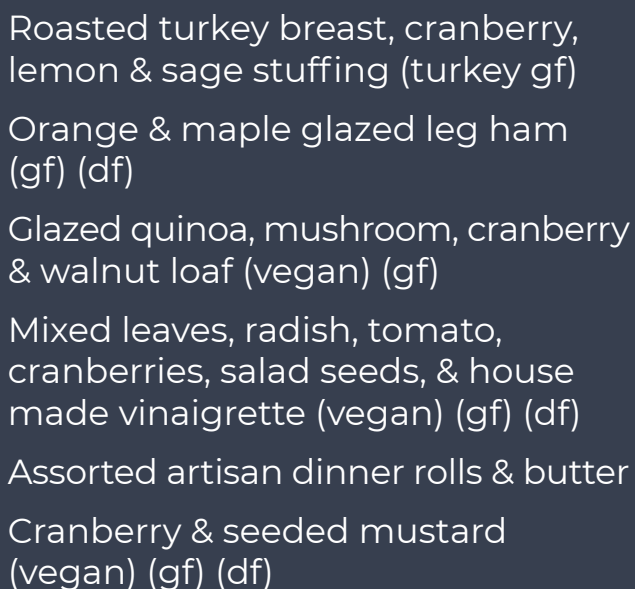 Roasted turkey breast, cranberry,
lemon & sage stuffing (turkey gf)
Orange & maple glazed leg ham
(gf) (df)
Glazed quinoa, mushroom, cranberry
& walnut loaf (vegan) (gf)
Mixed leaves, radish, tomato,
cranberries, salad seeds, & house
made vinaigrette (vegan) (gf) (df)
Assorted artisan dinner rolls & butter
Cranberry & seeded mustard
(vegan) (gf) (df)